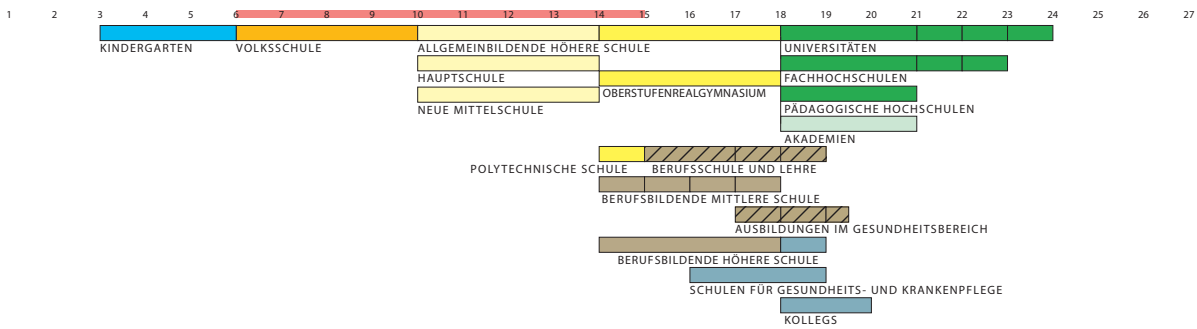 1 2 3 4 5 6 7 8 9 10 11 12 13 14 15 16 17 18 19 20 21 22 23 24 25 26 27
KINDERGARTEN VOLKSSCHULE ALLGEMEINBILDENDE HÖHERE SCHULE UNIVERSITÄTEN
HAUPTSCHULE FACHHOCHSCHULEN
OBERSTUFENREALGYMNASIUM
NEUE MITTELSCHULE PÄDAGOGISCHE HOCHSCHULEN
AKADEMIEN
POLYTECHNISCHE SCHULE BERUFSSCHULE UND LEHRE
BERUFSBILDENDE MITTLERE SCHULE
AUSBILDUNGEN IM GESUNDHEITSBEREICH
BERUFSBILDENDE HÖHERE SCHULE
SCHULEN FÜR GESUNDHEITS- UND KRANKENPFLEGE
KOLLEGS